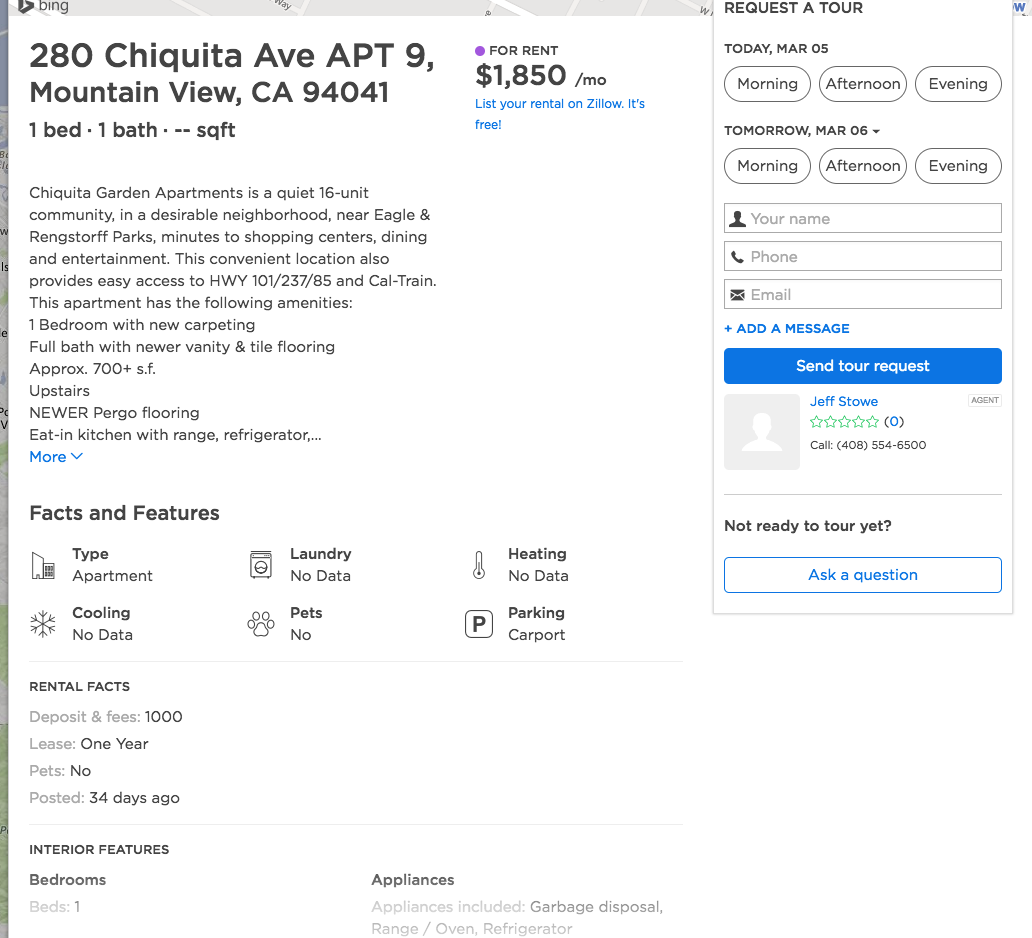 bing
Way
280 Chiquita Ave APT 9,
Mountain View, CA 94041
1 bed · 1 bath · -- sqft
FOR RENT
$1,850 /mo
List your rental on Zillow. It's
free!
Chiquita Garden Apartments is a quiet 16-unit
community, in a desirable neighborhood, near Eagle &
Rengstorff Parks, minutes to shopping centers, dining
and entertainment. This convenient location also
provides easy access to HWY 101/237/85 and Cal-Train.
This apartment has the following amenities:
1 Bedroom with new carpeting
Full bath with newer vanity & tile flooring
Approx. 700+ s.f.
Upstairs
NEWER Pergo flooring
Eat-in kitchen with range, refrigerator,...
More
Facts and Features
Type
Apartment
Laundry
No Data
Heating
No Data
Cooling
No Data
Pets
No
P
Parking
Carport
RENTAL FACTS
Deposit & fees: 1000
Lease: One Year
Pets: No
Posted: 34 days ago
INTERIOR FEATURES
Bedrooms
Beds: 1
Appliances
Appliances included: Garbage disposal,
Range / Oven, Refrigerator
REQUEST A TOUR
TODAY, MAR 05
Morning Afternoon Evening
TOMORROW, MAR 06
Morning Afternoon Evening
Your name
Phone
Email
+ ADD A MESSAGE
Send tour request
Jeff Stowe
AGENT
(0)
Call: (408) 554-6500
Not ready to tour yet?
Ask a question